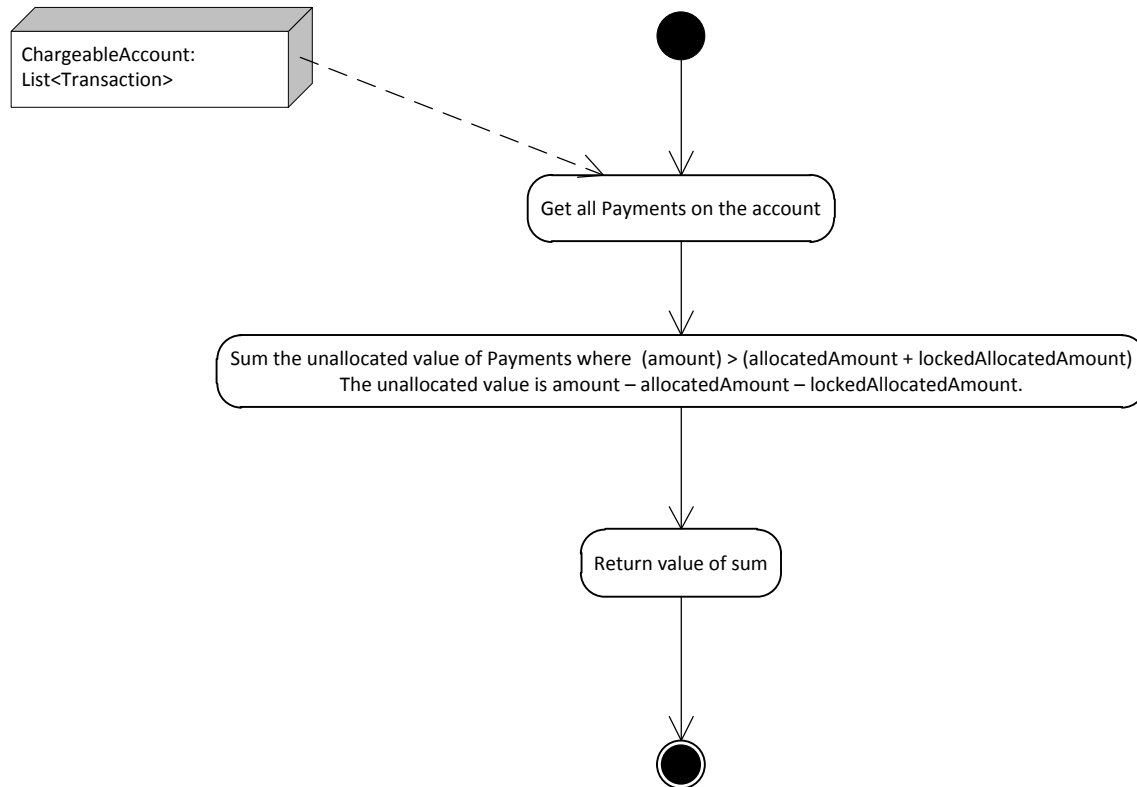 ChargeableAccount:
List<Transaction>
Get all Payments on the account
Sum the unallocated value of Payments where  (amount) > (allocatedAmount + lockedAllocatedAmount)
The unallocated value is amount – allocatedAmount – lockedAllocatedAmount.
Return value of sum